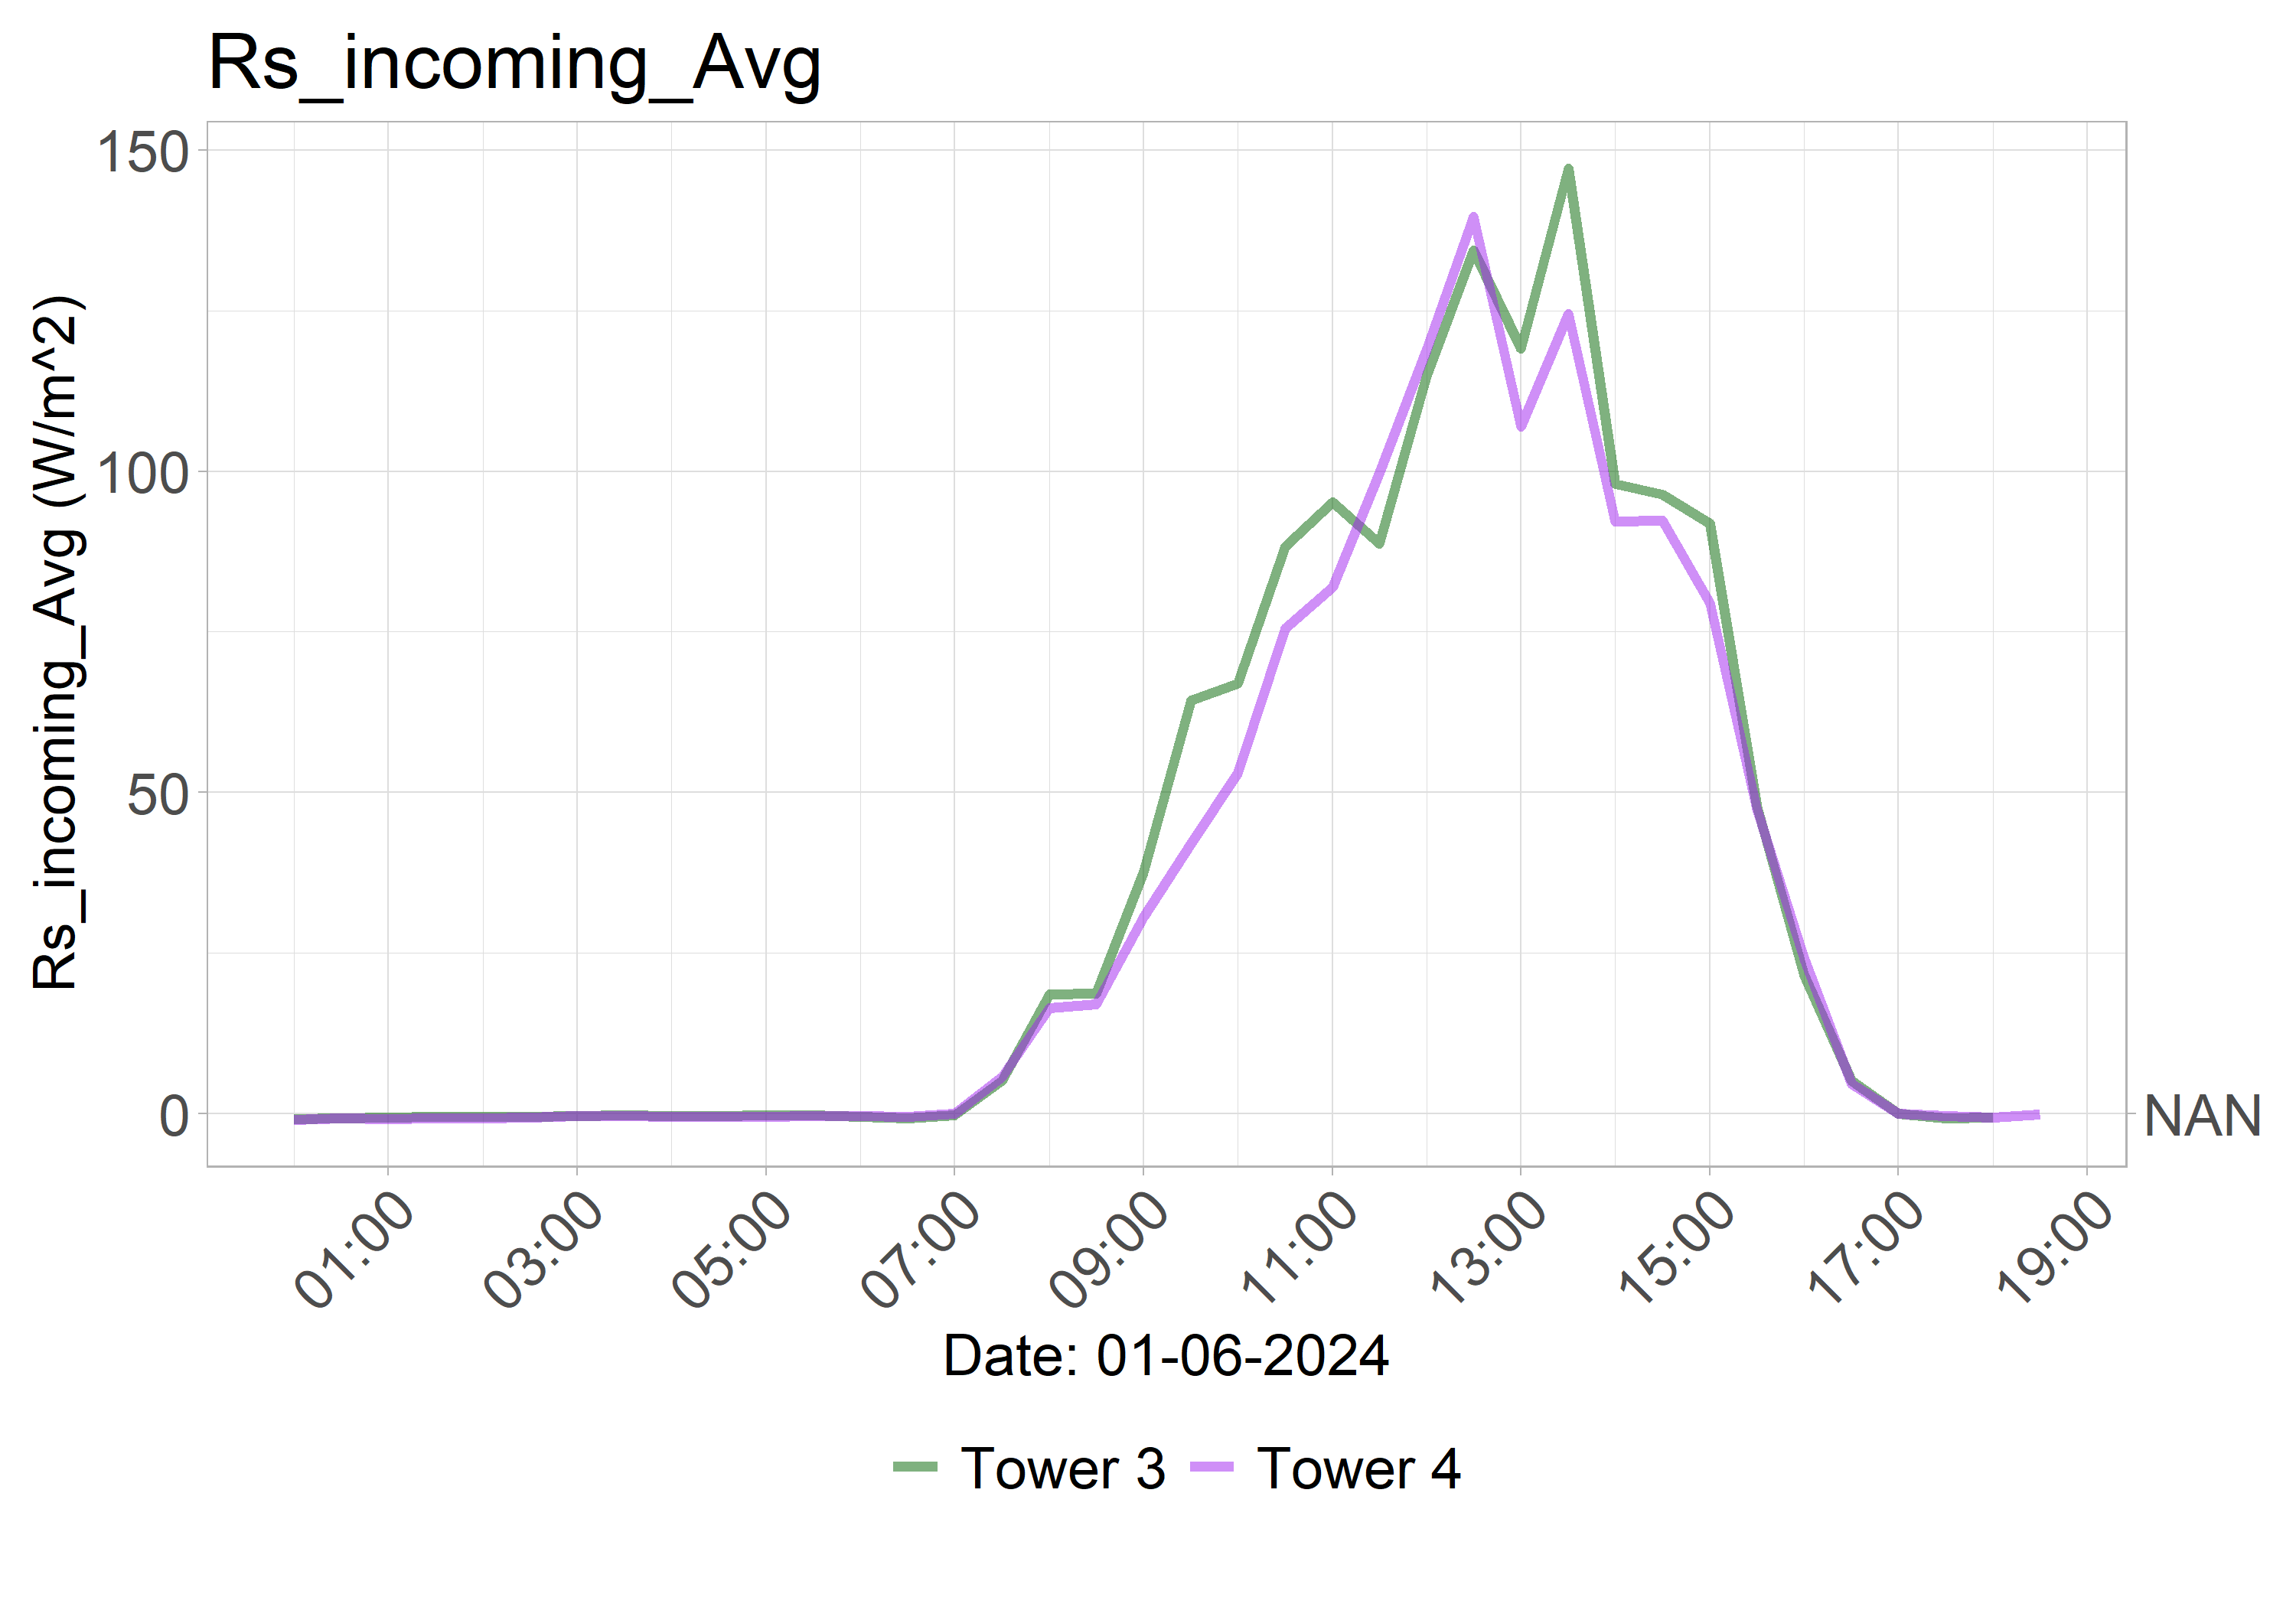 Rs_incoming_Avg
Rs_incoming_Avg (W/m^2)
150
100
50
0
NAN
01:00
03:00
05:00
07:00
09:00
11:00
13:00
15:00
17:00
19:00
Date: 01-06-2024
Tower 3
Tower 4